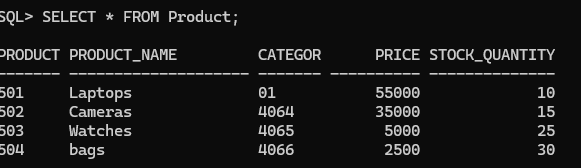 SQL> SELECT * FROM Product;
PRODUCT PRODUCT_NAME CATEGOR PRICE STOCK_QUANTITY
------- -------------------- ------- ---------- --------------
501 Laptops 01 55000 10
502 Cameras 4064 35000 15
503 Watches 4065 5000 25
504 bags 4066 2500 30